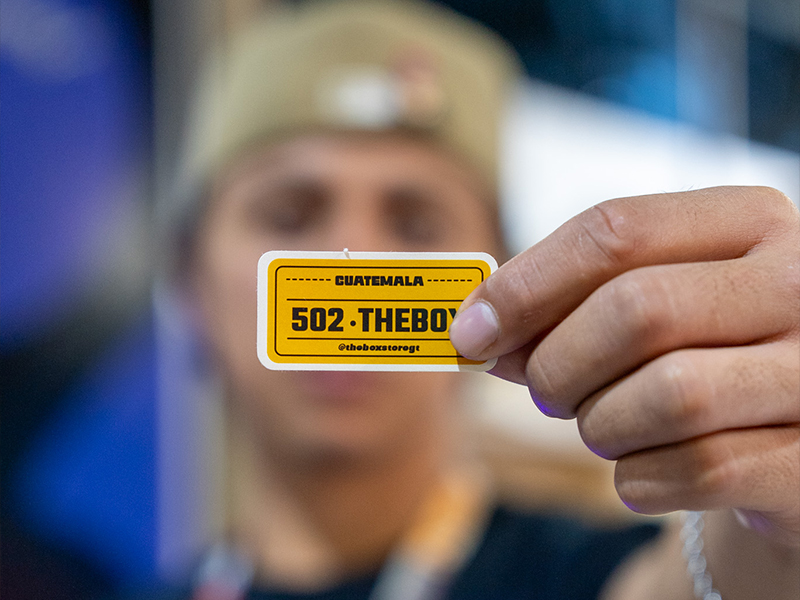 GUATEMALA
502 · THEBOX
@theboxstoregt